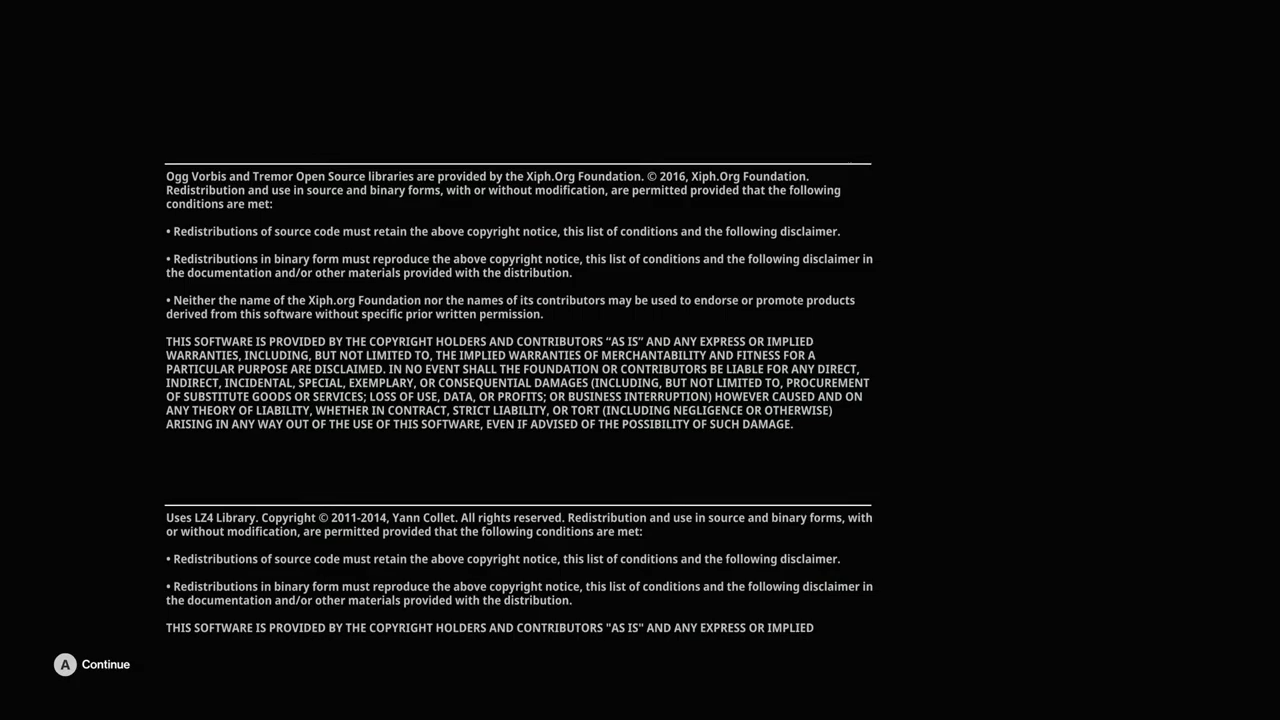 Ogg Vorbis and Tremor Open Source libraries are provided by the Xiph.Org Foundation. © 2016, Xiph.Org Foundation.
Redistribution and use in source and binary forms, with or without modification, are permitted provided that the following
conditions are met:
• Redistributions of source code must retain the above copyright notice, this list of conditions and the following disclaimer.
• Redistributions in binary form must reproduce the above copyright notice, this list of conditions and the following disclaimer in
the documentation and/or other materials provided with the distribution.
• Neither the name of the Xiph.org Foundation nor the names of its contributors may be used to endorse or promote products
derived from this software without specific prior written permission.
THIS SOFTWARE IS PROVIDED BY THE COPYRIGHT HOLDERS AND CONTRIBUTORS “AS IS” AND ANY EXPRESS OR IMPLIED
WARRANTIES, INCLUDING, BUT NOT LIMITED TO, THE IMPLIED WARRANTIES OF MERCHANTABILITY AND FITNESS FOR A
PARTICULAR PURPOSE ARE DISCLAIMED. IN NO EVENT SHALL THE FOUNDATION OR CONTRIBUTORS BE LIABLE FOR ANY DIRECT,
INDIRECT, INCIDENTAL, SPECIAL, EXEMPLARY, OR CONSEQUENTIAL DAMAGES (INCLUDING, BUT NOT LIMITED TO, PROCUREMENT
OF SUBSTITUTE GOODS OR SERVICES; LOSS OF USE, DATA, OR PROFITS; OR BUSINESS INTERRUPTION) HOWEVER CAUSED AND ON
ANY THEORY OF LIABILITY, WHETHER IN CONTRACT, STRICT LIABILITY, OR TORT (INCLUDING NEGLIGENCE OR OTHERWISE)
ARISING IN ANY WAY OUT OF THE USE OF THIS SOFTWARE, EVEN IF ADVISED OF THE POSSIBILITY OF SUCH DAMAGE.
Uses LZ4 Library. Copyright © 2011-2014, Yann Collet. All rights reserved. Redistribution and use in source and binary forms, with
or without modification, are permitted provided that the following conditions are met:
• Redistributions of source code must retain the above copyright notice, this list of conditions and the following disclaimer.
• Redistributions in binary form must reproduce the above copyright notice, this list of conditions and the following disclaimer in
the documentation and/or other materials provided with the distribution.
THIS SOFTWARE IS PROVIDED BY THE COPYRIGHT HOLDERS AND CONTRIBUTORS "AS IS" AND ANY EXPRESS OR IMPLIED
A Continue